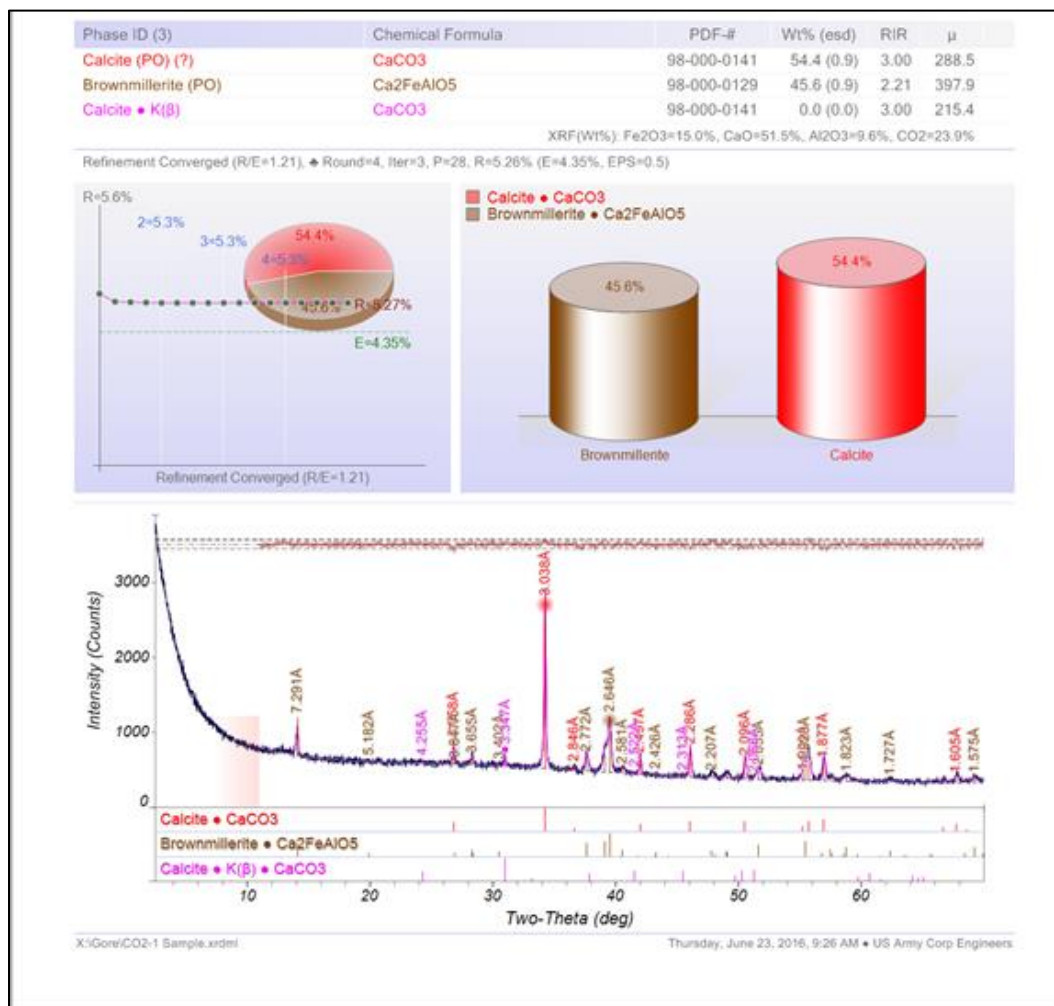 Phase ID (3) Chemical Formula PDF-# Wt% (esd) RIR μ
Calcite (PO) (?) CaCO3 98-000-0141 54.4 (0.9) 3.00 288.5
Brownmillerite (PO) Ca2FeAlO5 98-000-0129 45.6 (0.9) 2.21 397.9
Calcite ● K(β) CaCO3 98-000-0141 0.0 (0.0) 3.00 215.4
XRF(Wt%): Fe2O3=15.0%, CaO=51.5%, Al2O3=9.6%, CO2=23.9%
Refinement Converged (R/E=1.21), ♣ Round=4, Iter=3, P=28, R=5.26% (E=4.35%, EPS=0.5)
R=5.6%
2=5.3%
3=5.3%
4=5.3%
54.4%
45.6%
R=5.27%
E=4.35%
Refinement Converged (R/E=1.21)
Calcite ● CaCO3
Brownmillerite ● Ca2FeAlO5
45.6%
54.4%
Brownmillerite Calcite
Intensity (Counts)
3000
2000
1000
0
7.291A
5.182A
4.255A
3.655A
3.402A
3.347A
3.038A
2.846A
2.772A
2.646A
2.581A
2.426A
2.313A
2.286A
2.207A
2.096A
1.877A
1.823A
1.727A
1.605A
1.575A
Calcite ● CaCO3
Brownmillerite ● Ca2FeAlO5
Calcite ● K(β) ● CaCO3
10 20 30 40 50 60
Two-Theta (deg)
X:\Gore\CO2-1 Sample.xrdml Thursday, June 23, 2016, 9:26 AM ● US Army Corp Engineers